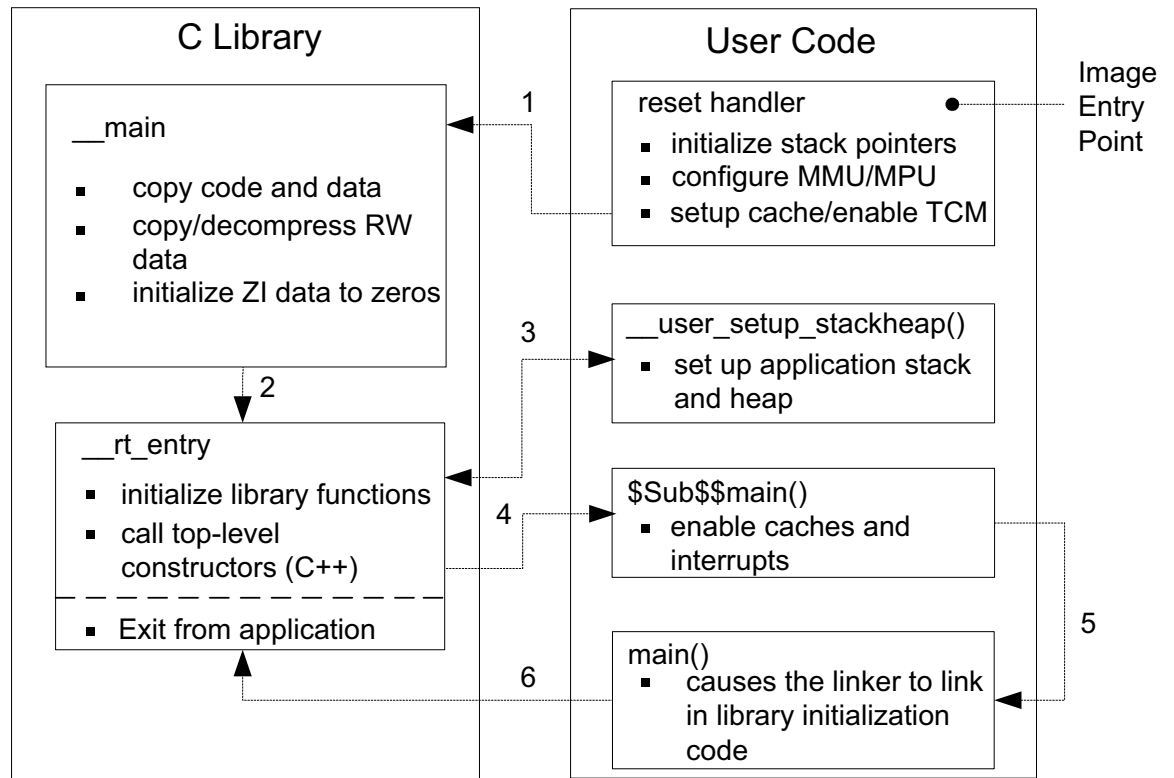 C Library
__main
▪ copy code and data
▪ copy/decompress RW
data
▪ initialize ZI data to zeros
2
__rt_entry
▪ initialize library functions
▪ call top-level
constructors (C++)
▪ Exit from application
1
3
4
6
User Code
reset handler
▪ initialize stack pointers
▪ configure MMU/MPU
▪ setup cache/enable TCM
__user_setup_stackheap()
▪ set up application stack
and heap
$Sub$$main()
▪ enable caches and
interrupts
5
main()
▪ causes the linker to link
in library initialization
code
Image
Entry
Point